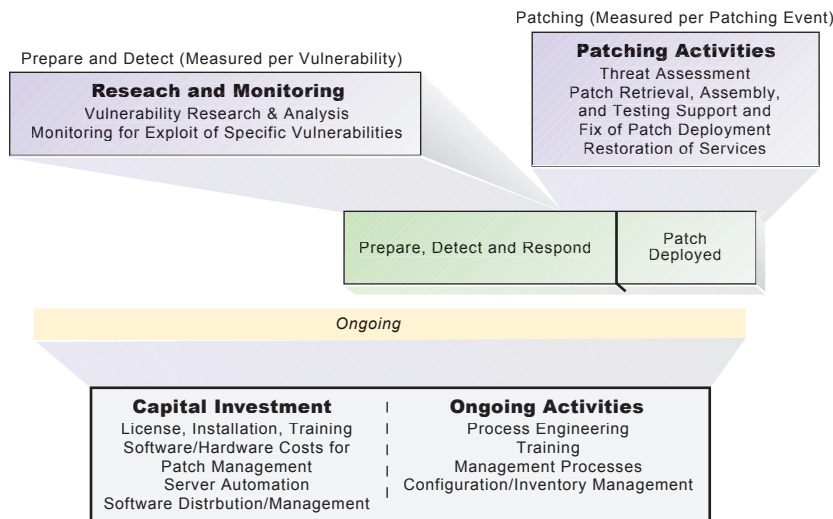 Patching (Measured per Patching Event)
Patching Activities
Threat Assessment
Patch Retrieval, Assembly,
and Testing Support and
Fix of Patch Deployment
Restoration of Services
Prepare and Detect (Measured per Vulnerability)
Reseach and Monitoring
Vulnerability Research & Analysis
Monitoring for Exploit of Specific Vulnerabilities
Prepare, Detect and Respond
Patch
Deployed
Ongoing
Capital Investment
License, Installation, Training
Software/Hardware Costs for
Patch Management
Server Automation
Software Distrbution/Management
Ongoing Activities
Process Engineering
Training
Management Processes
Configuration/Inventory Management